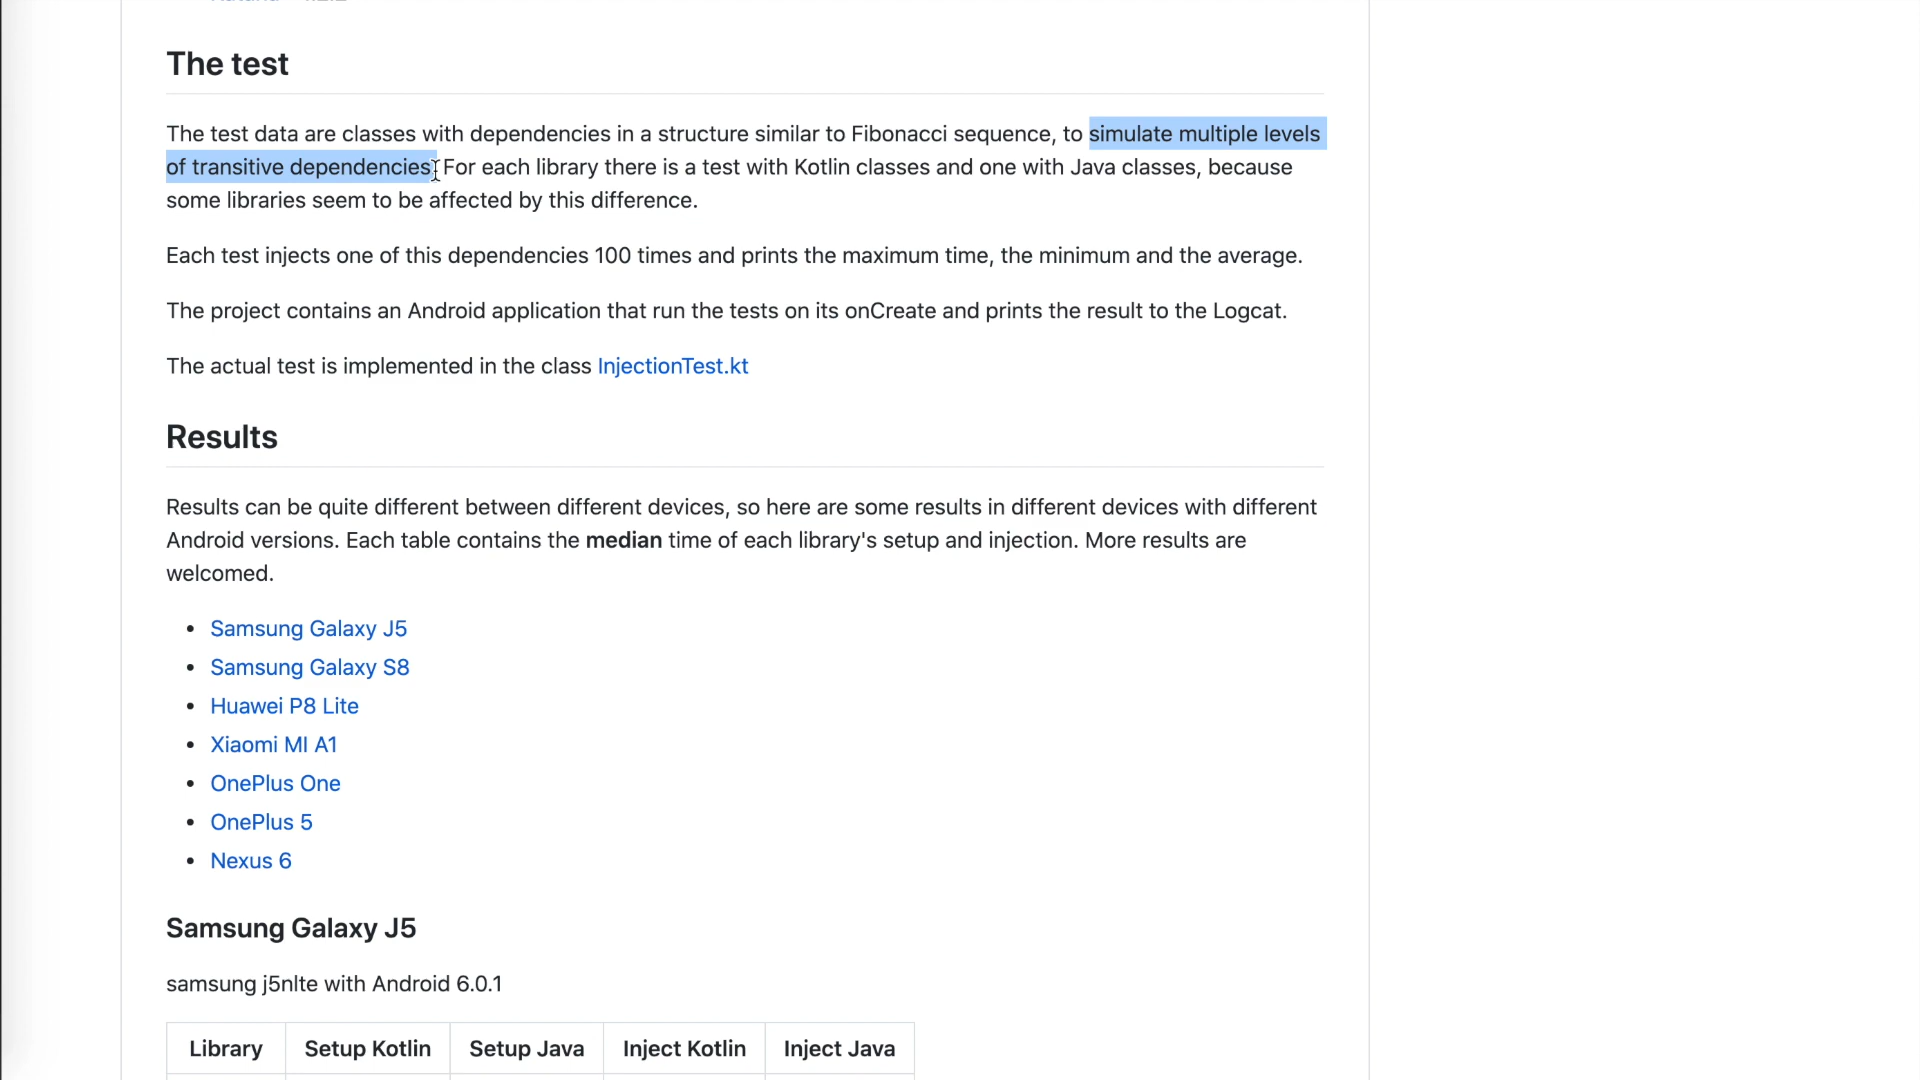 The test
The test data are classes with dependencies in a structure similar to Fibonacci sequence, to simulate multiple levels
of transitive dependencies. For each library there is a test with Kotlin classes and one with Java classes, because
some libraries seem to be affected by this difference.
Each test injects one of this dependencies 100 times and prints the maximum time, the minimum and the average.
The project contains an Android application that run the tests on its onCreate and prints the result to the Logcat.
The actual test is implemented in the class InjectionTest.kt
Results
Results can be quite different between different devices, so here are some results in different devices with different
Android versions. Each table contains the median time of each library's setup and injection. More results are
welcomed.
• Samsung Galaxy J5
• Samsung Galaxy S8
• Huawei P8 Lite
• Xiaomi MI A1
• OnePlus One
• OnePlus 5
• Nexus 6
Samsung Galaxy J5
samsung j5nlte with Android 6.0.1
Library Setup Kotlin Setup Java Inject Kotlin Inject Java